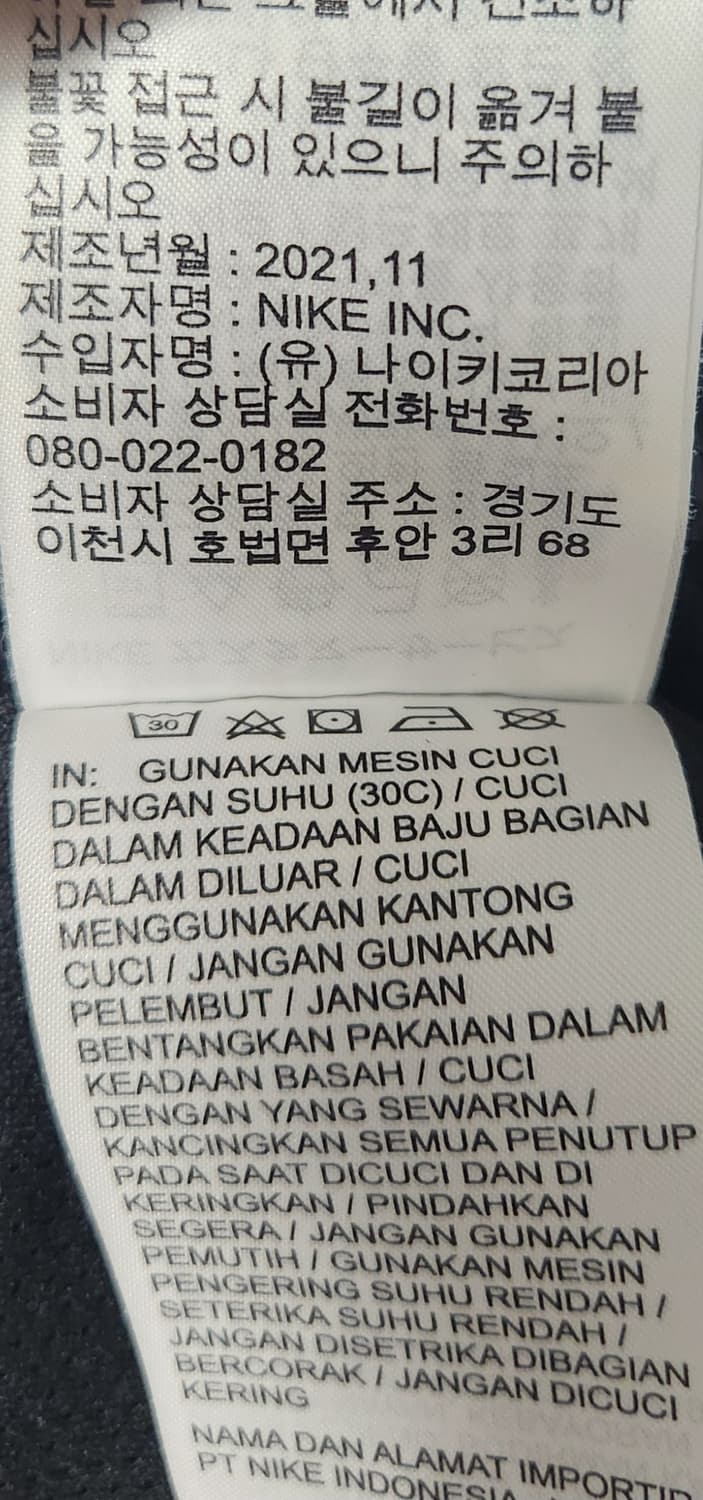 십시오
불꽃 접근 시 불길이 옮겨 붙
을 가능성이 있으니 주의하
십시오
제조년월 : 2021,11
제조자명 : NIKE INC.
수입자명 : (유) 나이키코리아
소비자 상담실 전화번호 :
080-022-0182
소비자 상담실 주소 : 경기도
이천시 호법면 후안 3리 68
30
IN: GUNAKAN MESIN CUCI
DENGAN SUHU (30C) / CUCI
DALAM KEADAAN BAJU BAGIAN
DALAM DILUAR / CUCI
MENGGUNAKAN KANTONG
CUCI / JANGAN GUNAKAN
PELEMBUT / JANGAN
BENTANGKAN PAKAIAN DALAM
KEADAAN BASAH / CUCI
DENGAN YANG SEWARNA /
KANCINGKAN SEMUA PENUTUP
PADA SAAT DICUCI DAN DI
KERINGKAN / PINDAHKAN
SEGERA / JANGAN GUNAKAN
PEMUTIH / GUNAKAN MESIN
PENGERING SUHU RENDAH /
SETERIKA SUHU RENDAH /
JANGAN DISETRIKA DIBAGIAN
BERCORAK / JANGAN DICUCI
KERING
NAMA DAN ALAMAT IMPORTIR
PT NIKE INDONESIA